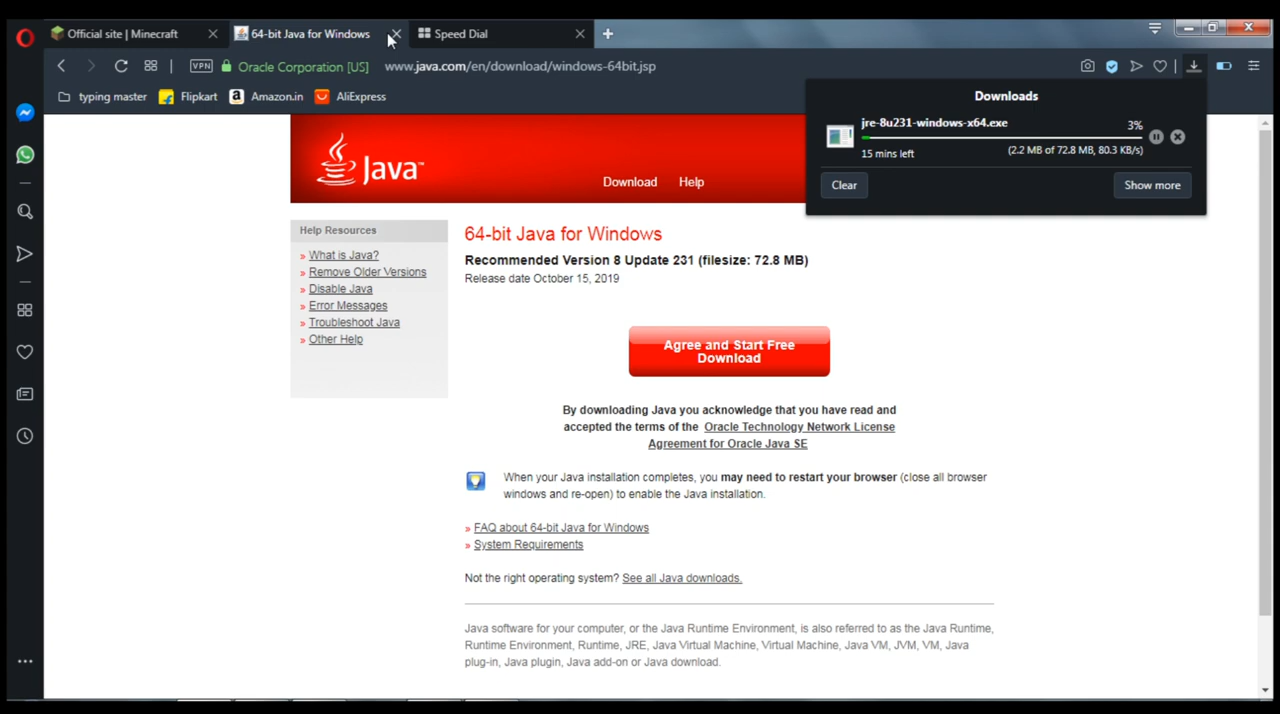 Official site | Minecraft
64-bit Java for Windows
Speed Dial
VPN
Oracle Corporation [US]
www.java.com/en/download/windows-64bit.jsp
typing master
Flipkart
Amazon.in
AliExpress
Downloads
jre-8u231-windows-x64.exe
3%
15 mins left
(2.2 MB of 72.8 MB, 80.3 KB/s)
Clear
Show more
Java™
Download
Help
Help Resources
» What is Java?
» Remove Older Versions
» Disable Java
» Error Messages
» Troubleshoot Java
» Other Help
64-bit Java for Windows
Recommended Version 8 Update 231 (filesize: 72.8 MB)
Release date October 15, 2019
Agree and Start Free
Download
By downloading Java you acknowledge that you have read and
accepted the terms of the Oracle Technology Network License
Agreement for Oracle Java SE
When your Java installation completes, you may need to restart your browser (close all browser
windows and re-open) to enable the Java installation.
» FAQ about 64-bit Java for Windows
» System Requirements
Not the right operating system? See all Java downloads.
Java software for your computer, or the Java Runtime Environment, is also referred to as the Java Runtime,
Runtime Environment, Runtime, JRE, Java Virtual Machine, Virtual Machine, Java VM, JVM, VM, Java
plug-in, Java plugin, Java add-on or Java download.